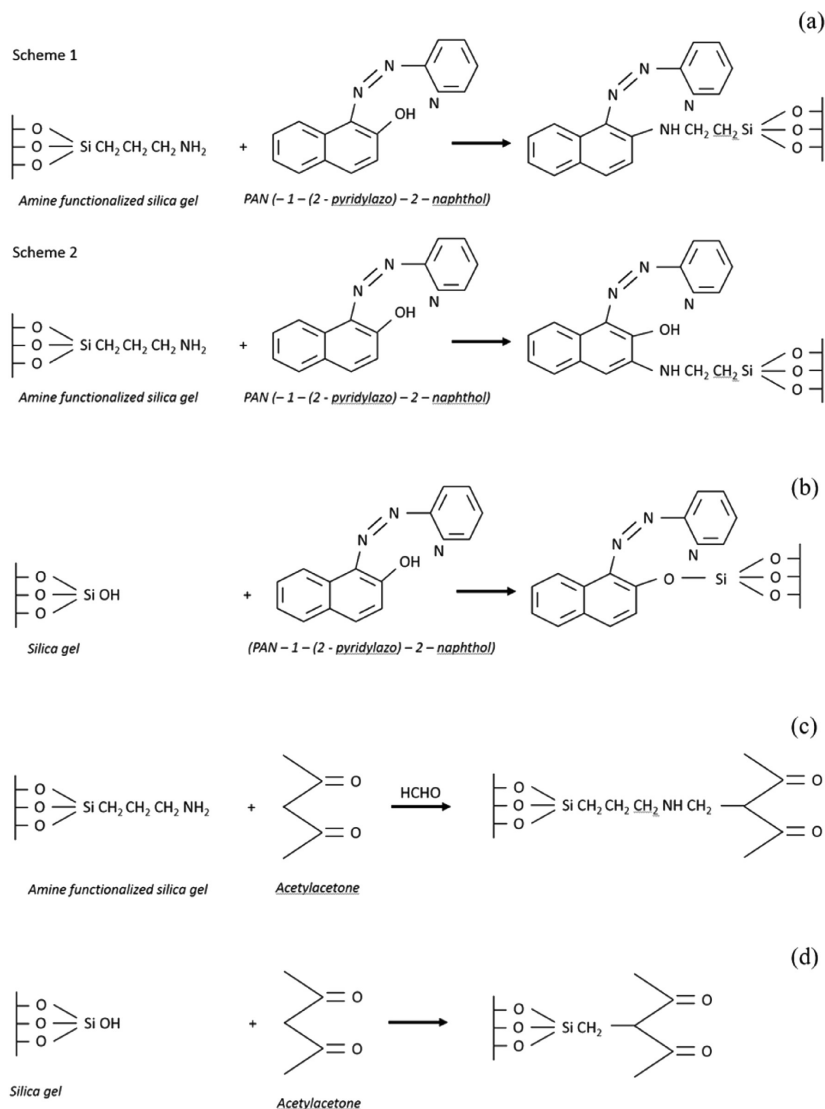 (a)
Scheme 1
N
N
OH
N
O
O
O
Si CH₂ CH₂ CH₂ NH₂
+
N
N
N
NH CH₂ CH₂ Si
O
O
O
Amine functionalized silica gel
PAN (– 1 – (2 - pyridylazo) – 2 – naphthol)
Scheme 2
N
N
OH
N
O
O
O
Si CH₂ CH₂ CH₂ NH₂
+
N
N
N
OH
NH CH₂ CH₂ Si
O
O
O
Amine functionalized silica gel
PAN (– 1 – (2 - pyridylazo) – 2 – naphthol)
(b)
N
N
OH
N
O
O
O
Si OH
+
N
N
N
O
Si
O
O
O
Silica gel
(PAN – 1 – (2 - pyridylazo) – 2 – naphthol)
(c)
O
O
O
Si CH₂ CH₂ CH₂ NH₂
+
O
O
HCHO
O
O
O
Si CH₂ CH₂ CH₂ NH CH₂
O
O
Amine functionalized silica gel
Acetylacetone
(d)
O
O
O
Si OH
+
O
O
O
O
O
Si CH₂
O
O
Silica gel
Acetylacetone